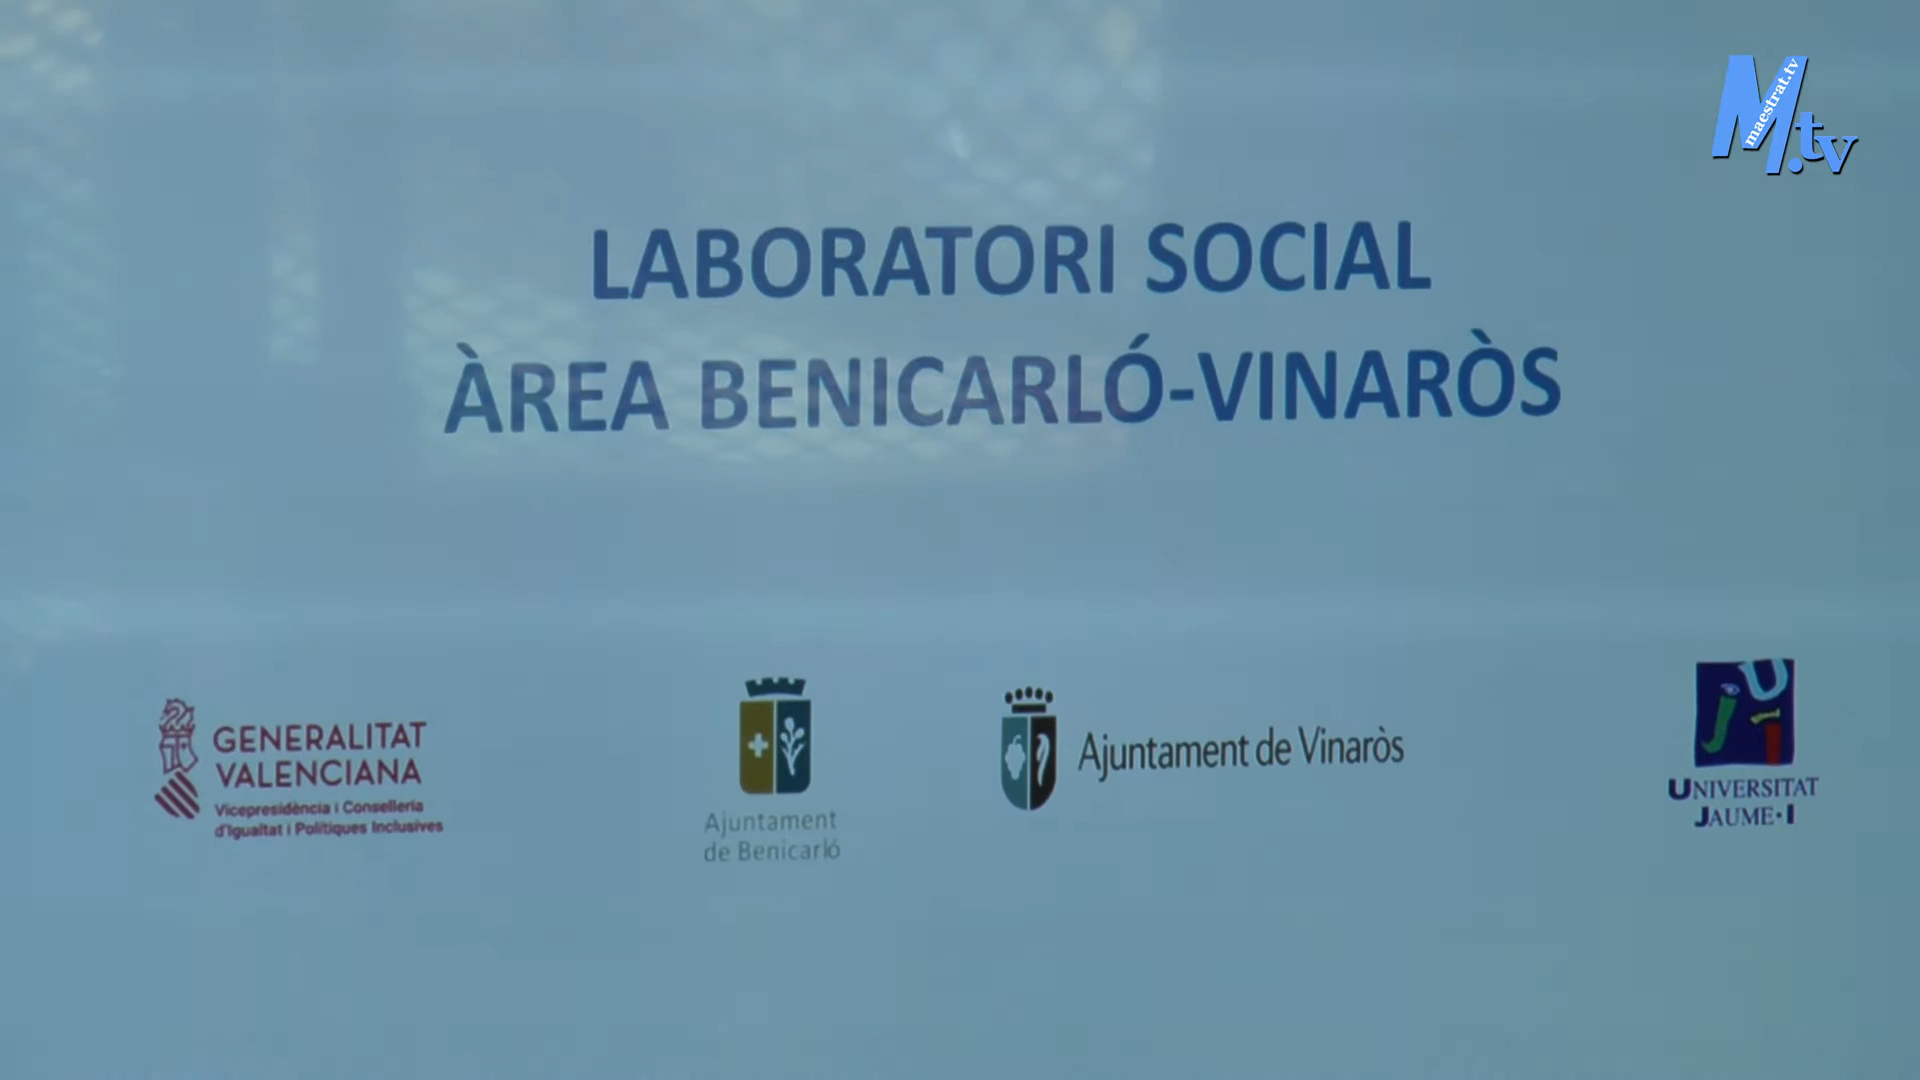 maestrat.tv
M.tv
LABORATORI SOCIAL
ÀREA BENICARLÓ-VINARÒS
GENERALITAT
VALENCIANA
Vicepresidència i Conselleria
d'Igualtat i Polítiques Inclusives
Ajuntament
de Benicarló
Ajuntament de Vinaròs
UJI
UNIVERSITAT
JAUME·I